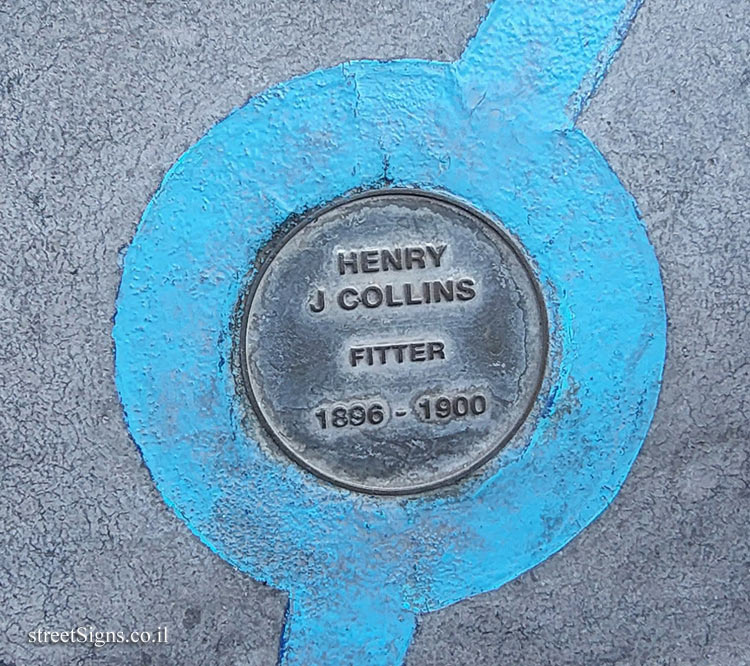 HENRY
J COLLINS
FITTER
1896 - 1900
streetSigns.co.il